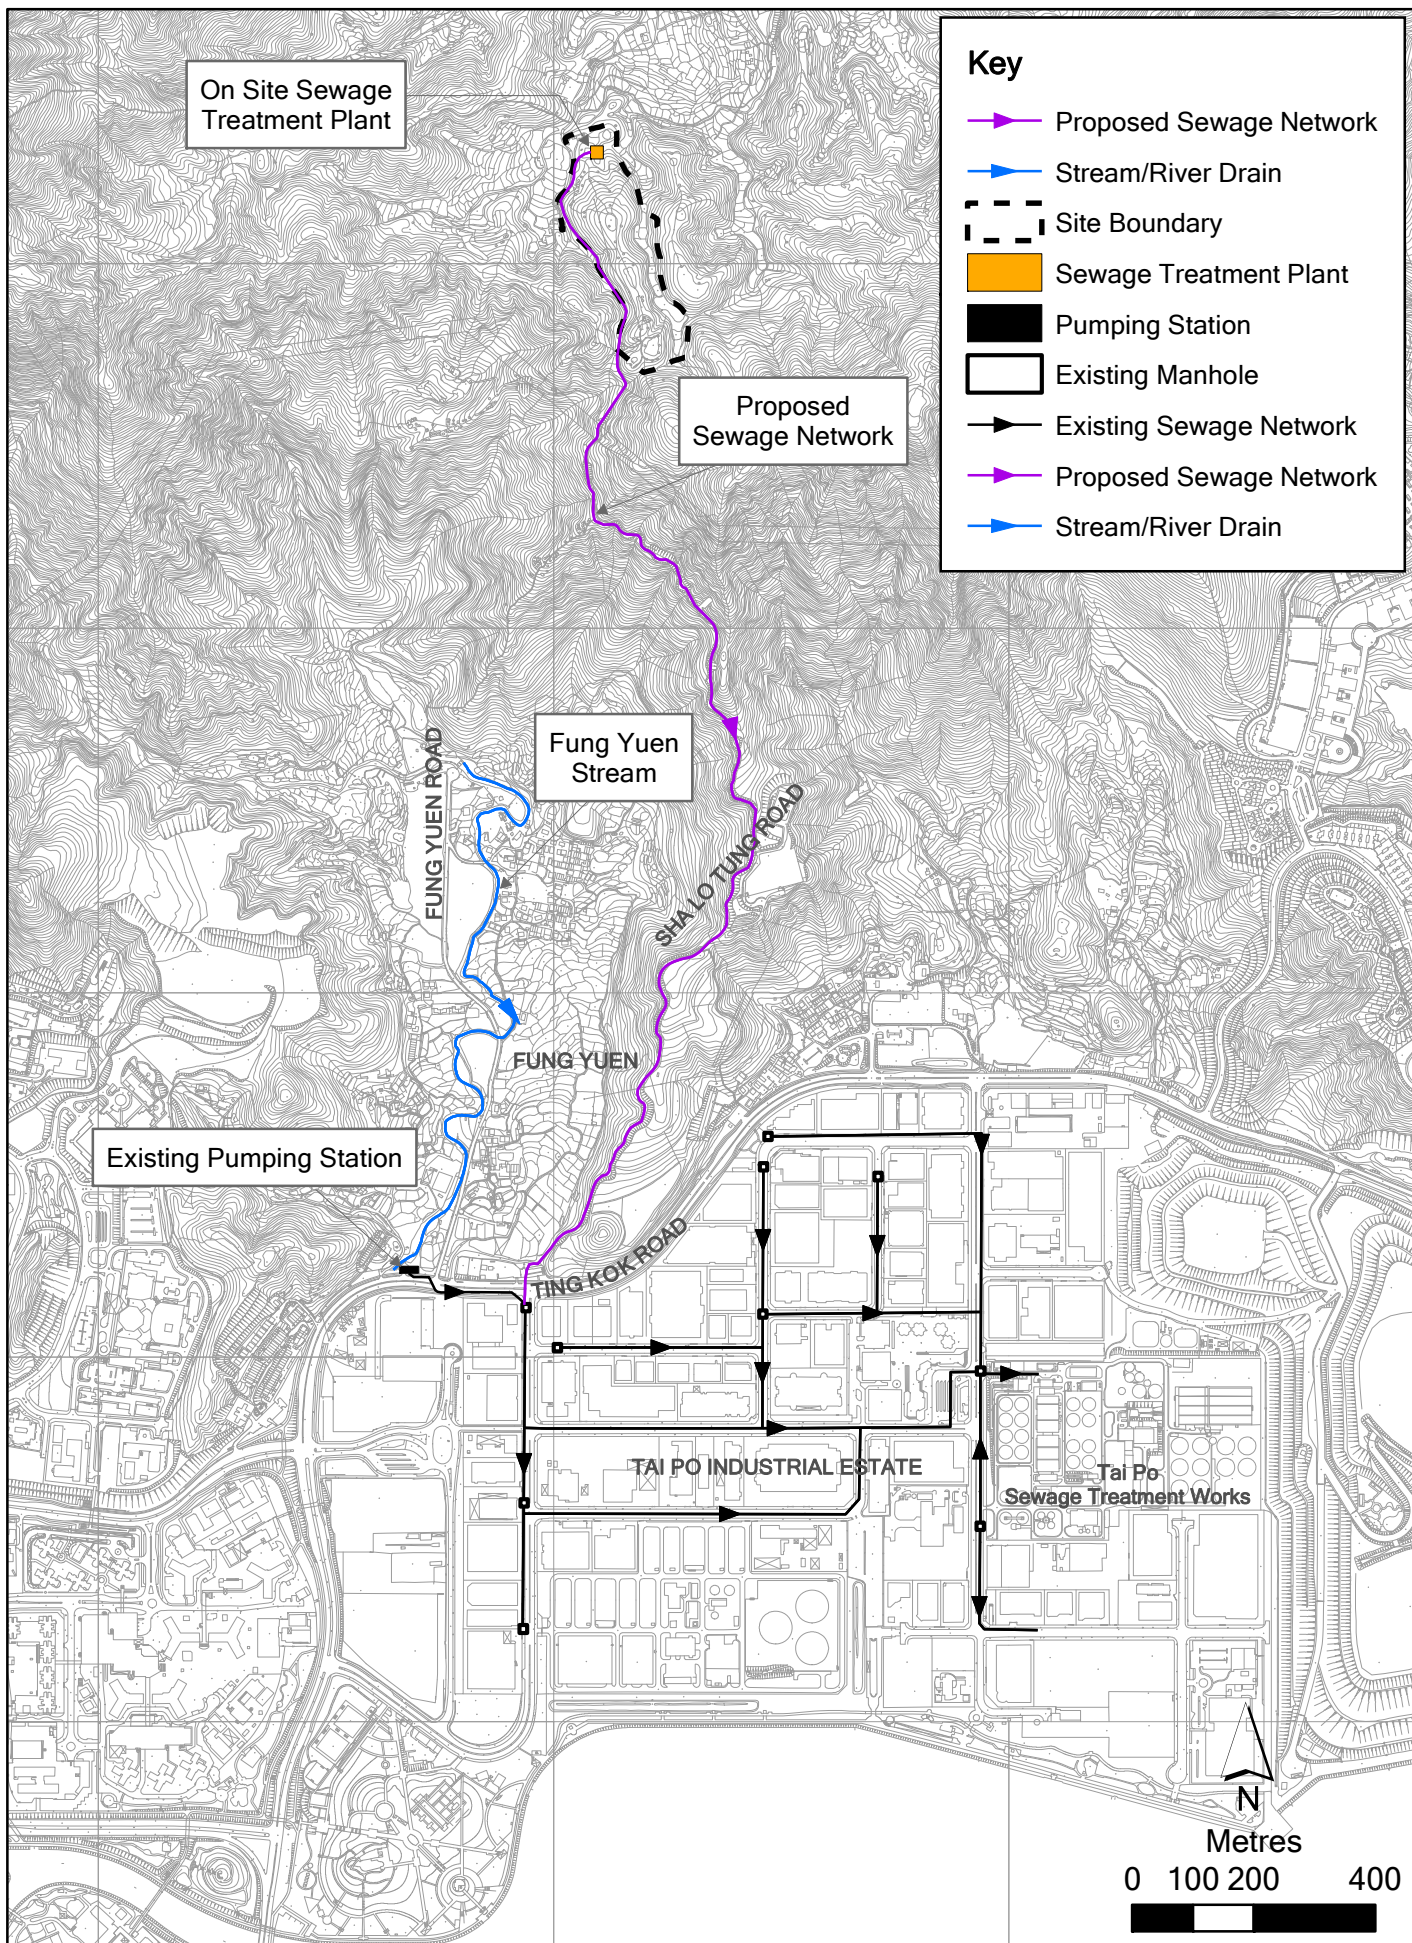 On Site Sewage
Treatment Plant
Key
Proposed Sewage Network
Stream/River Drain
Site Boundary
Sewage Treatment Plant
Pumping Station
Existing Manhole
Existing Sewage Network
Proposed Sewage Network
Stream/River Drain
Proposed
Sewage Network
Fung Yuen
Stream
FUNG YUEN ROAD
SHA LO TUNG ROAD
FUNG YUEN
Existing Pumping Station
TING KOK ROAD
TAI PO INDUSTRIAL ESTATE
Tai Po
Sewage Treatment Works
N
Metres
0 100 200 400